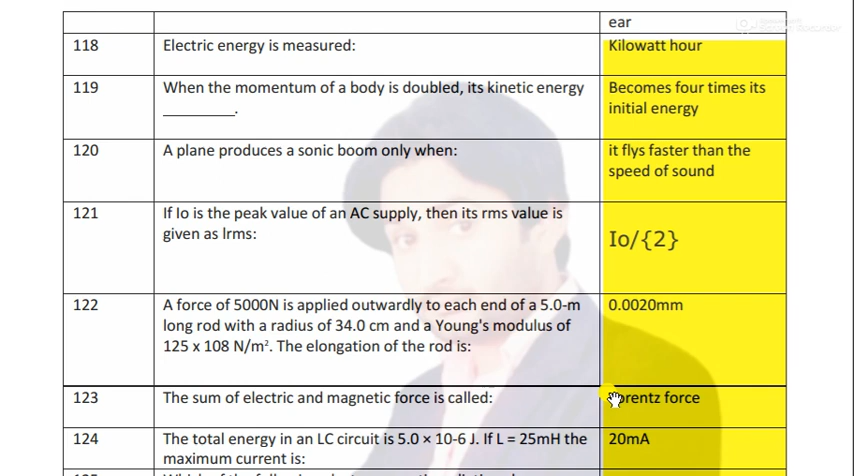 ear
118 Electric energy is measured: Kilowatt hour
119 When the momentum of a body is doubled, its kinetic energy Becomes four times its
_________. initial energy
120 A plane produces a sonic boom only when: it flys faster than the
speed of sound
121 If Io is the peak value of an AC supply, then its rms value is
given as lrms: Io/{2}
122 A force of 5000N is applied outwardly to each end of a 5.0-m 0.0020mm
long rod with a radius of 34.0 cm and a Young's modulus of
125 x 108 N/m². The elongation of the rod is:
123 The sum of electric and magnetic force is called: Lorentz force
124 The total energy in an LC circuit is 5.0 × 10-6 J. If L = 25mH the 20mA
maximum current is: